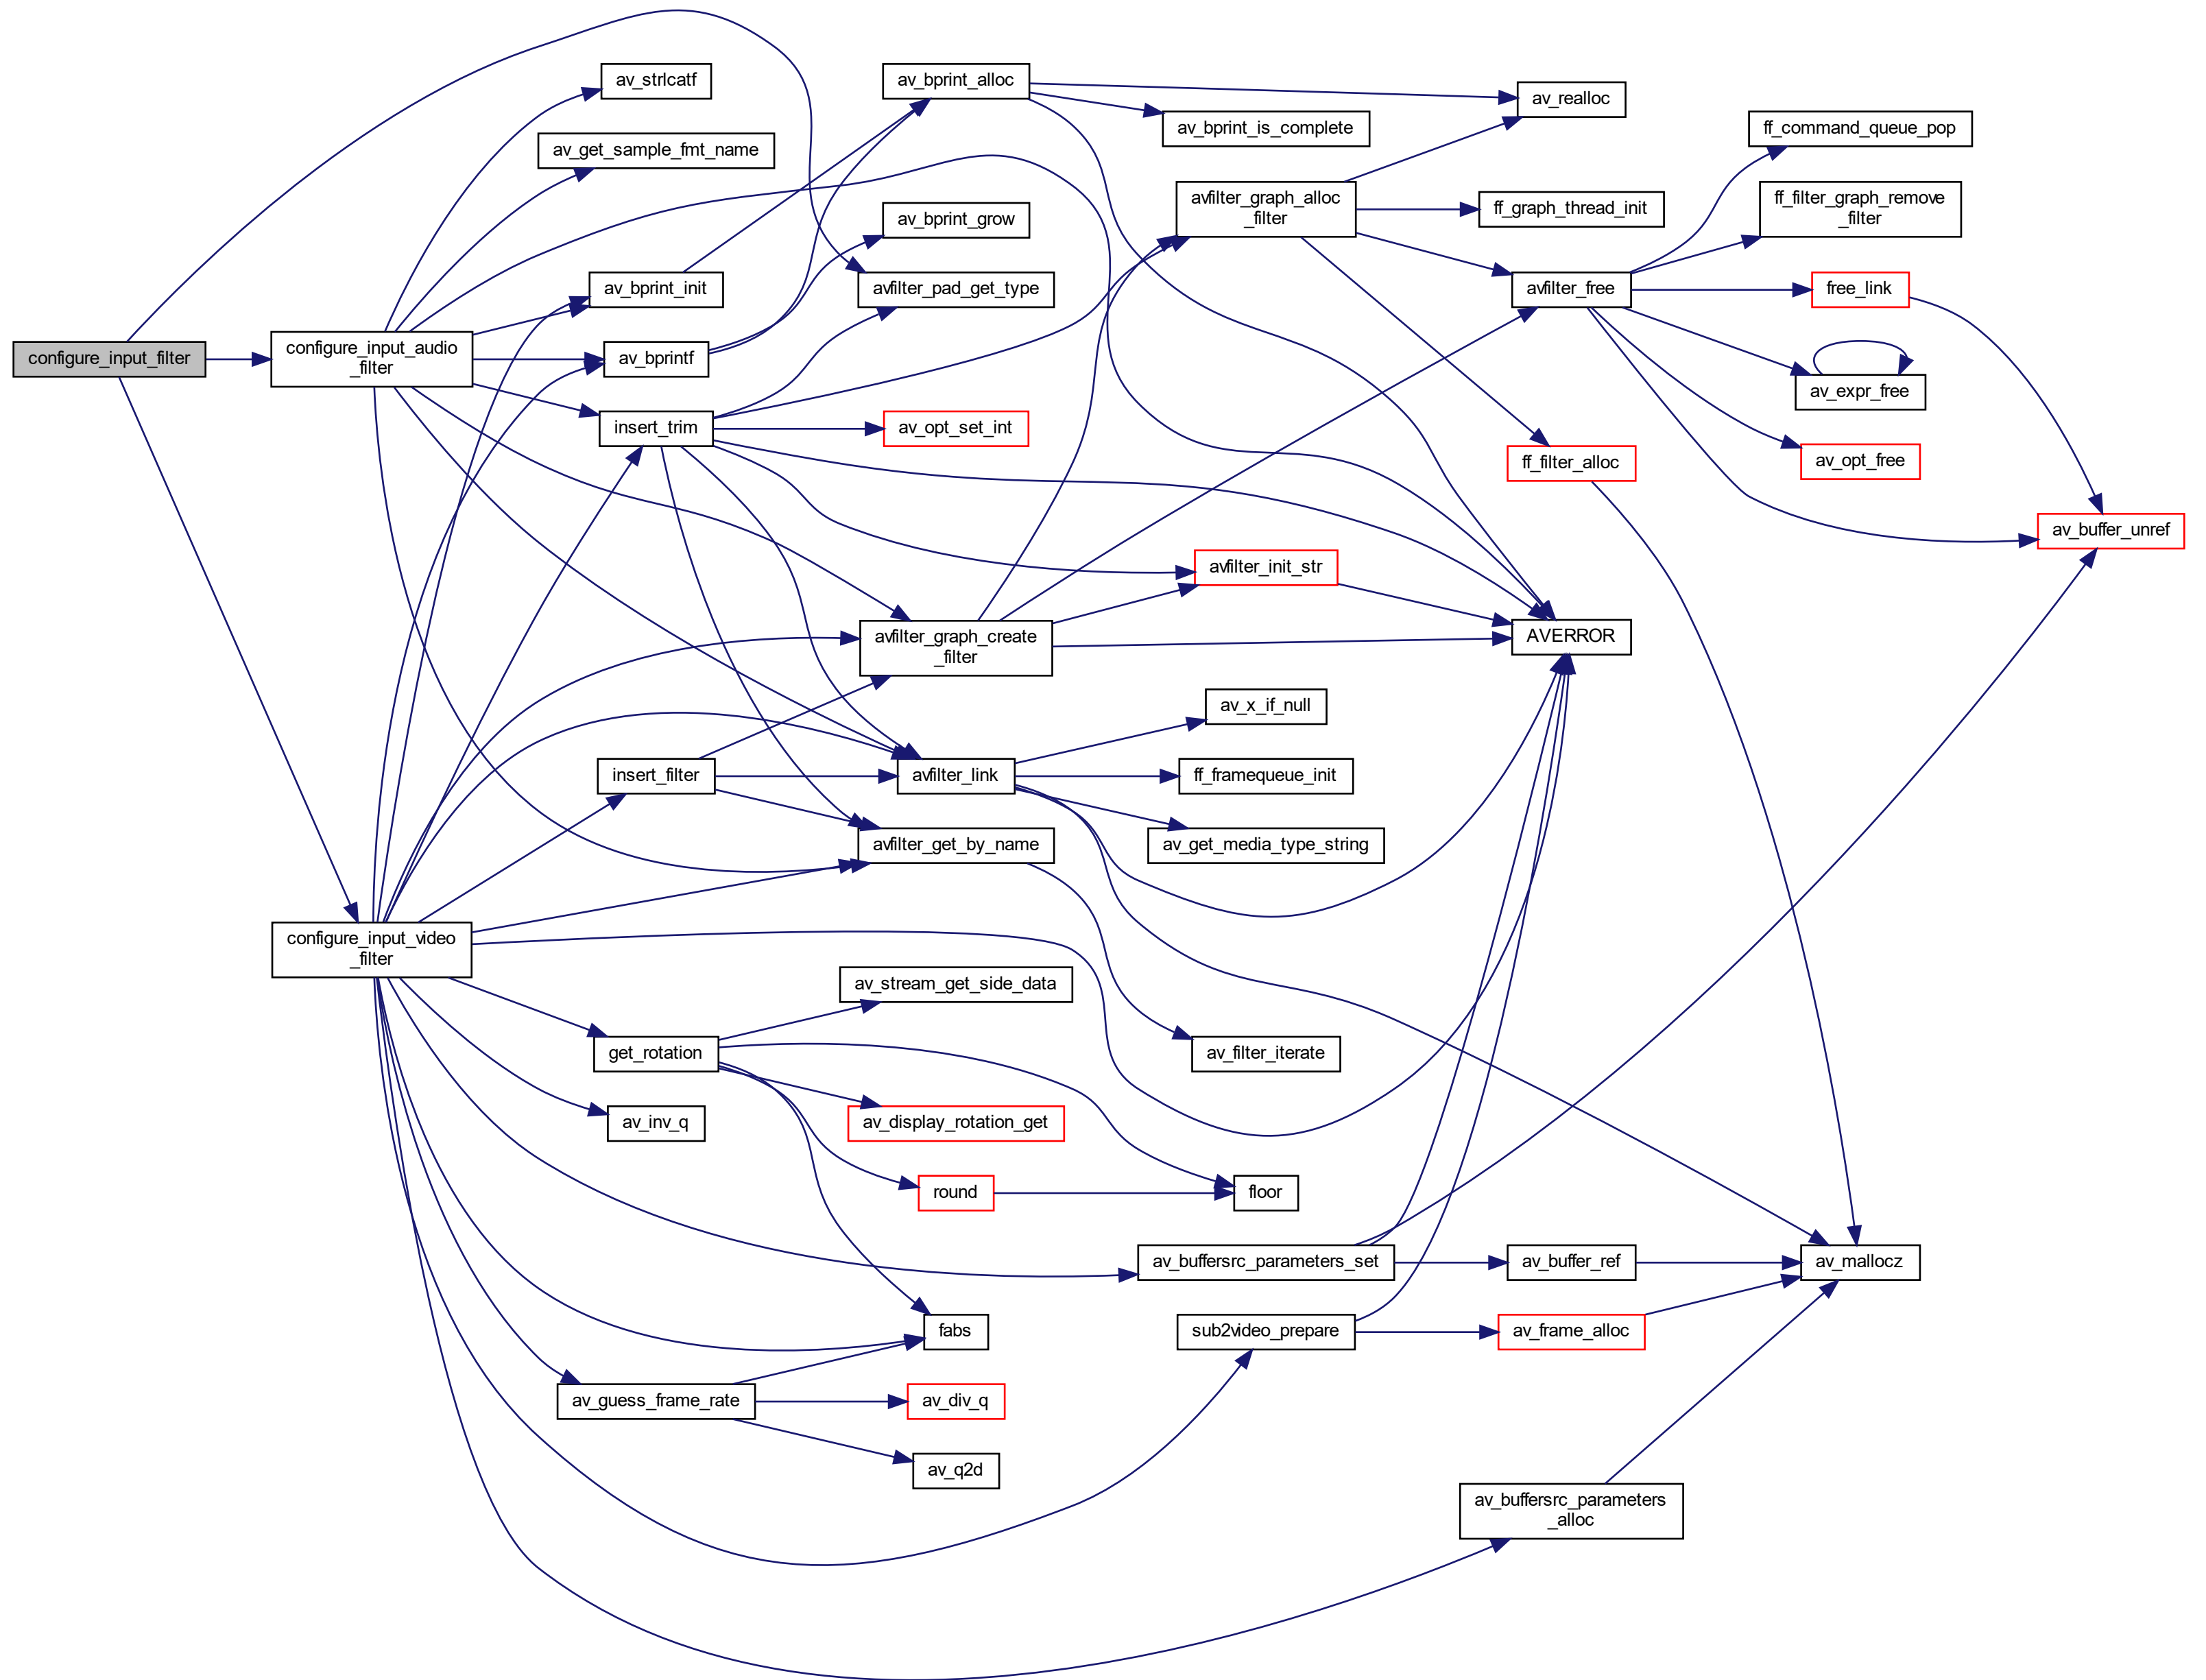 configure_input_filter
configure_input_audio
_filter
configure_input_video
_filter
av_strlcatf
av_get_sample_fmt_name
av_bprint_init
av_bprintf
insert_trim
insert_filter
get_rotation
av_inv_q
av_guess_frame_rate
av_bprint_alloc
av_bprint_grow
avfilter_pad_get_type
av_opt_set_int
avfilter_graph_create
_filter
avfilter_link
avfilter_get_by_name
av_stream_get_side_data
av_display_rotation_get
round
fabs
av_div_q
av_q2d
av_bprint_is_complete
avfilter_graph_alloc
_filter
avfilter_init_str
av_x_if_null
ff_framequeue_init
av_get_media_type_string
av_filter_iterate
floor
av_buffersrc_parameters_set
sub2video_prepare
av_realloc
ff_graph_thread_init
avfilter_free
ff_filter_alloc
AVERROR
av_buffer_ref
av_frame_alloc
av_buffersrc_parameters
_alloc
ff_command_queue_pop
ff_filter_graph_remove
_filter
free_link
av_expr_free
av_opt_free
av_mallocz
av_buffer_unref